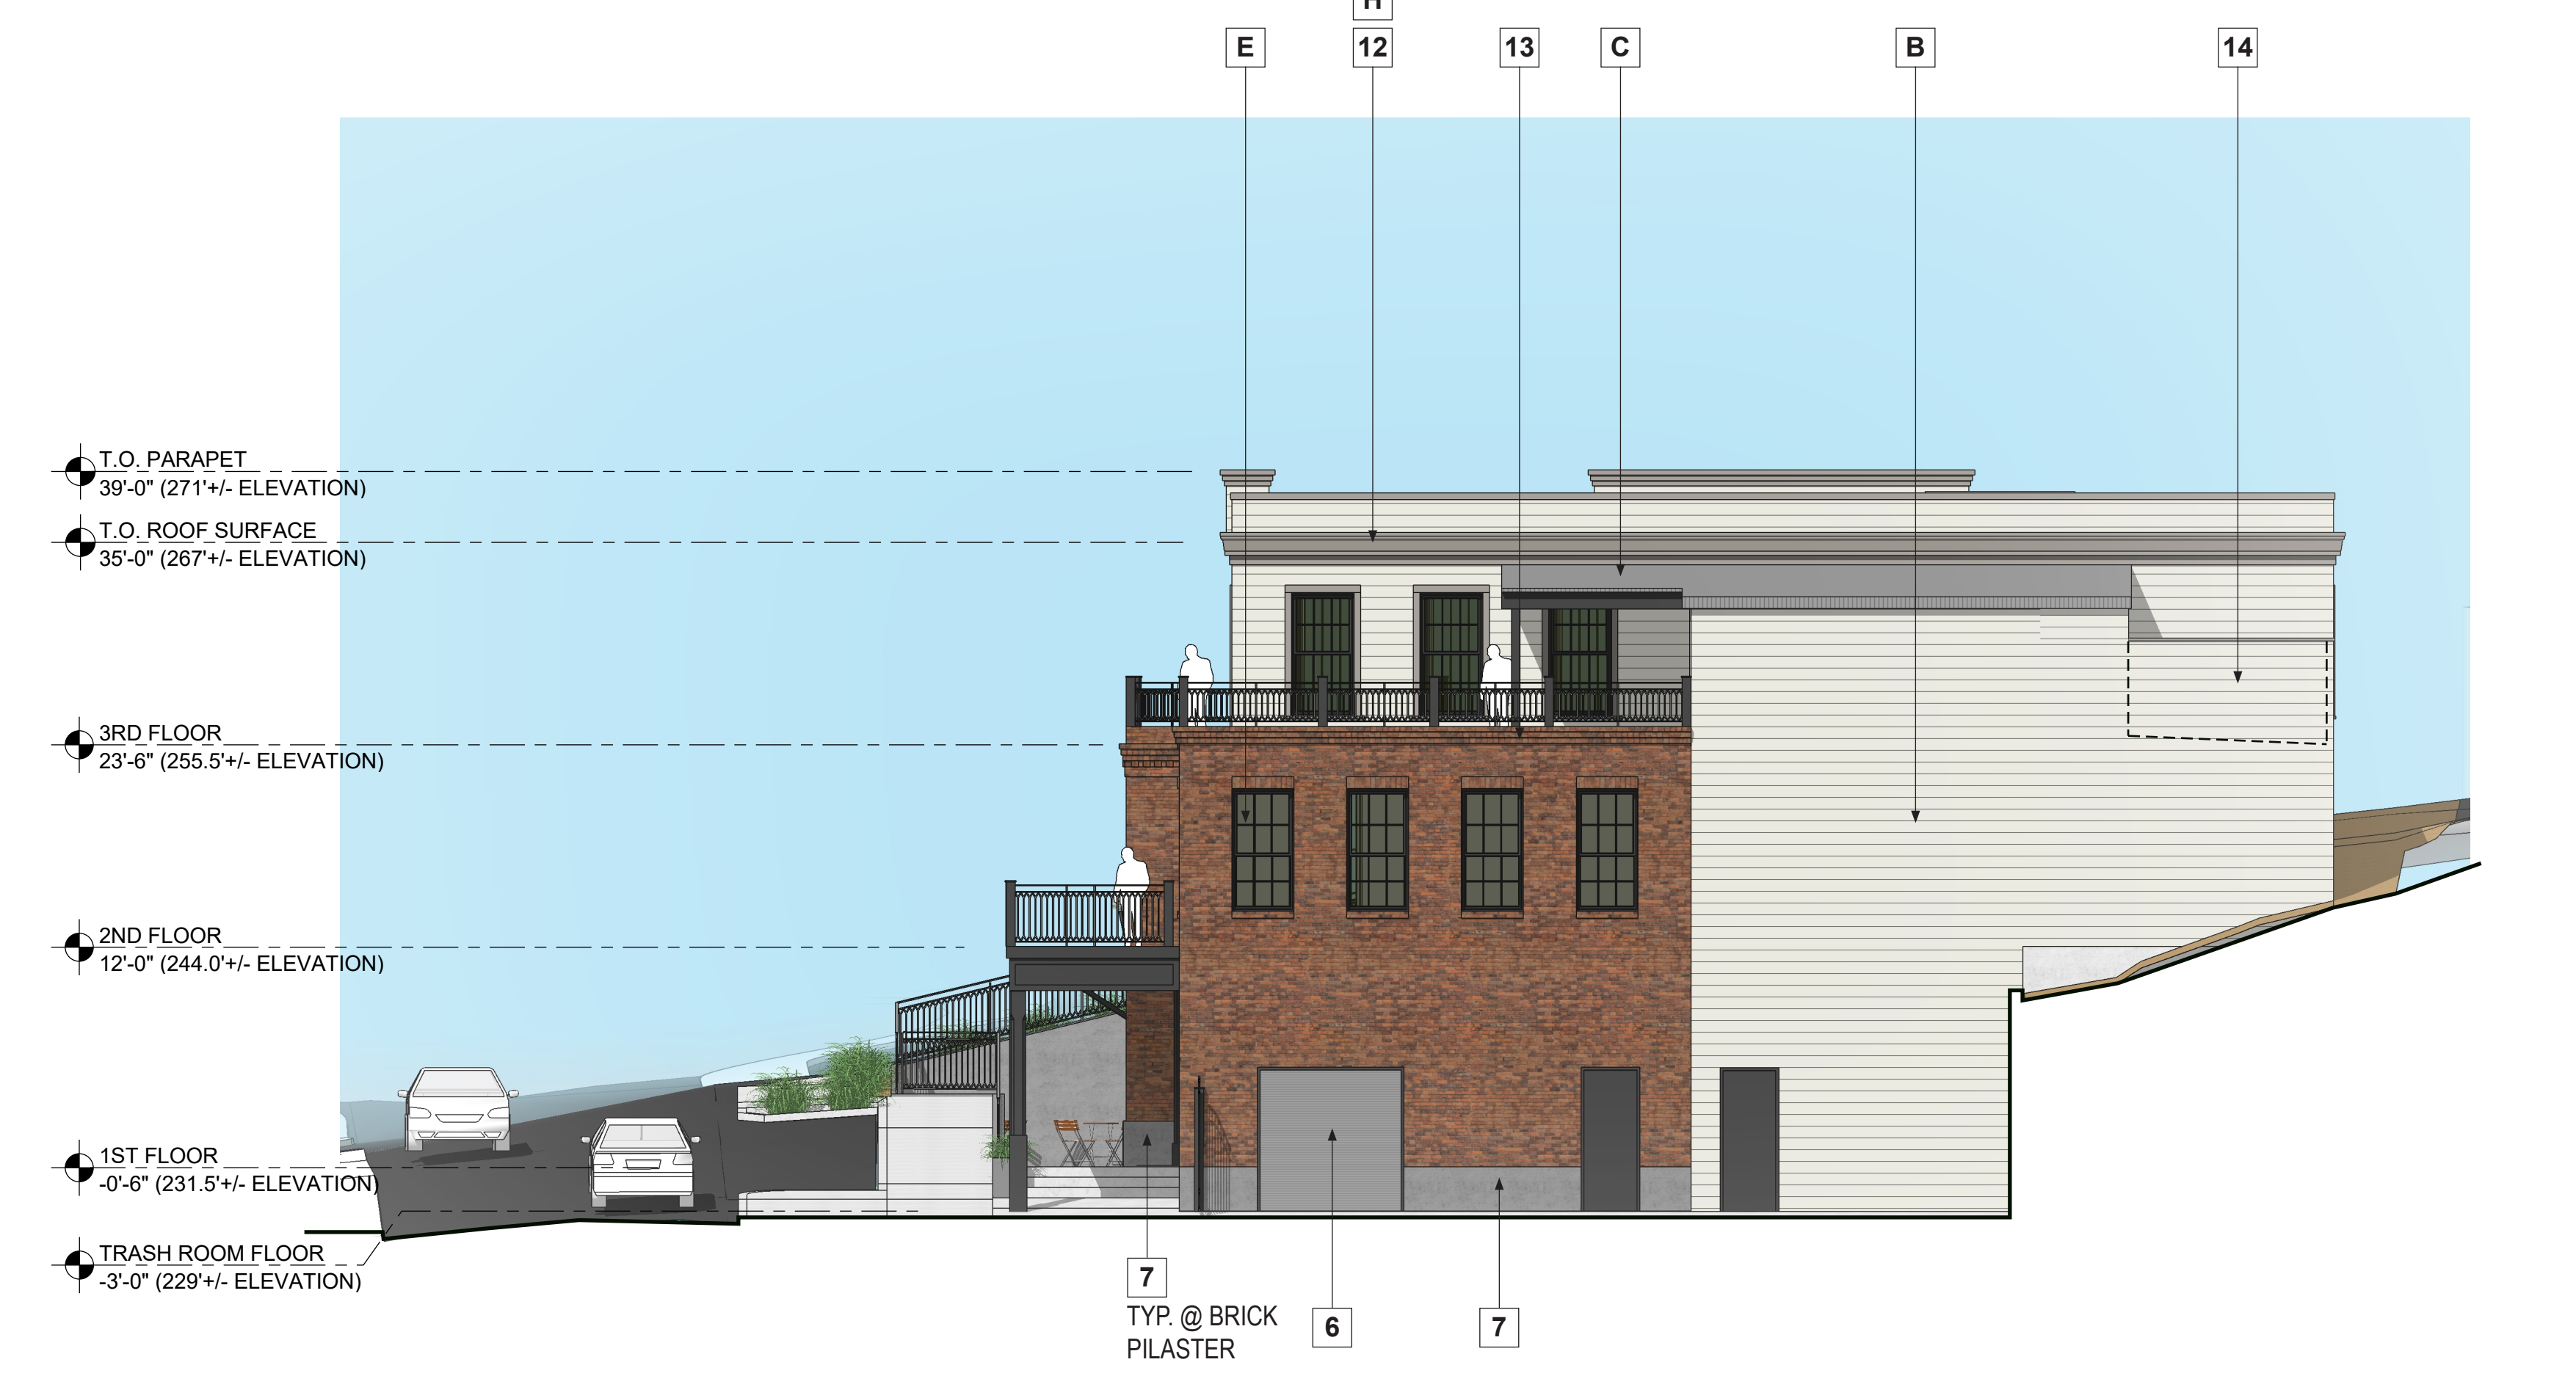 H
E
12
13
C
B
14
T.O. PARAPET
39'-0" (271'+/- ELEVATION)
T.O. ROOF SURFACE
35'-0" (267'+/- ELEVATION)
3RD FLOOR
23'-6" (255.5'+/- ELEVATION)
2ND FLOOR
12'-0" (244.0'+/- ELEVATION)
1ST FLOOR
-0'-6" (231.5'+/- ELEVATION)
TRASH ROOM FLOOR
-3'-0" (229'+/- ELEVATION)
7
TYP. @ BRICK
PILASTER
6
7